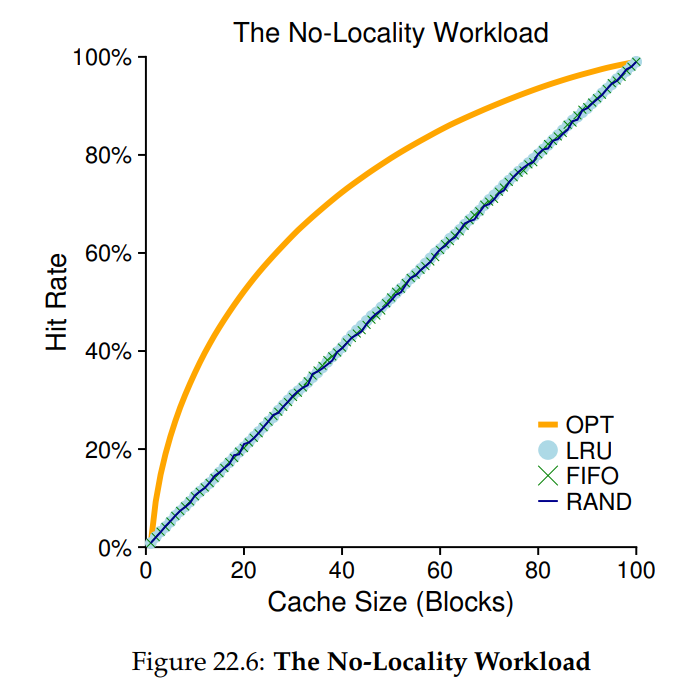 The No-Locality Workload
100%
80%
60%
40%
20%
0%
Hit Rate
0 20 40 60 80 100
Cache Size (Blocks)
OPT
LRU
FIFO
RAND
Figure 22.6: The No-Locality Workload